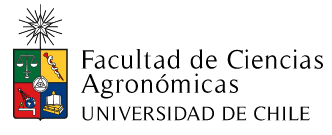 Facultad de Ciencias
Agronómicas
UNIVERSIDAD DE CHILE